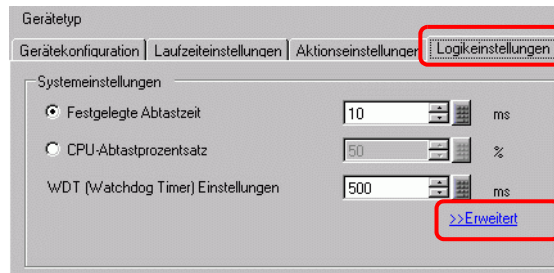 Gerätetyp
Gerätekonfiguration Laufzeiteinstellungen Aktionseinstellungen Logikeinstellungen
Systemeinstellungen
Festgelegte Abtastzeit 10 ms
CPU-Abtastprozentsatz 50 %
WDT (Watchdog Timer) Einstellungen 500 ms
>>Erweitert